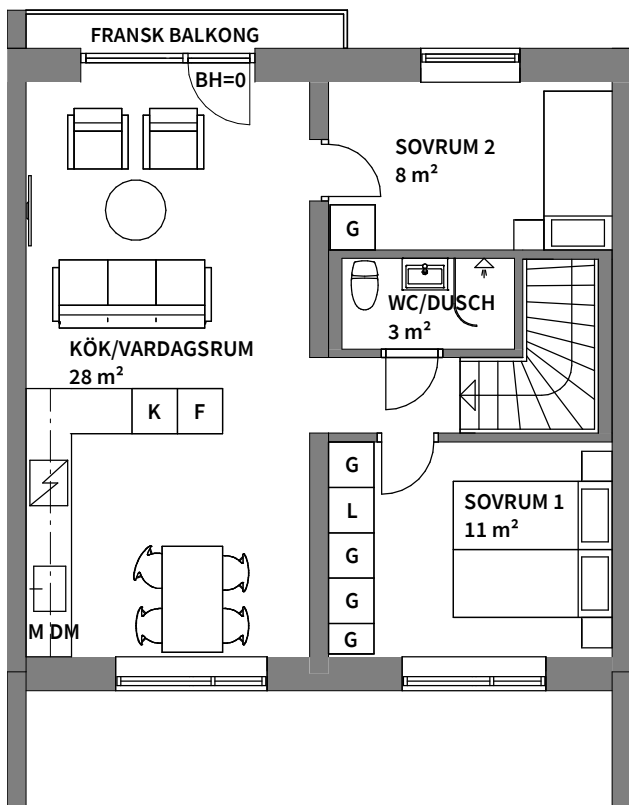 FRANSK BALKONG
BH=0
SOVRUM 2
8 m²
G
WC/DUSCH
3 m²
KÖK/VARDAGSRUM
28 m²
K F
G
L
G
G
G
SOVRUM 1
11 m²
M DM